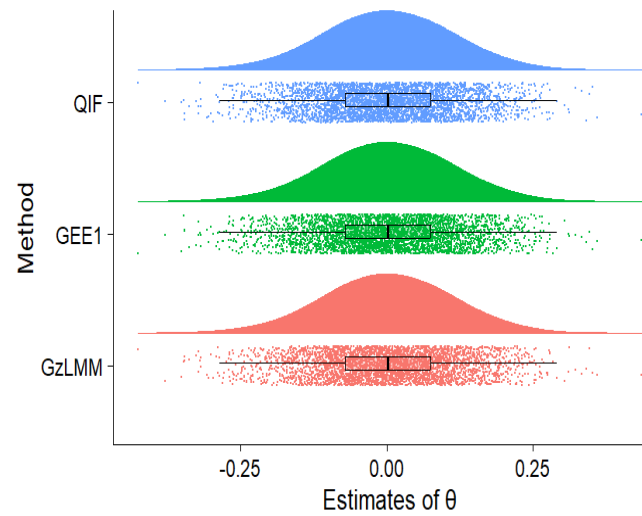 Method
QIF
GEE1
GzLMM
-0.25 0.00 0.25
Estimates of θ